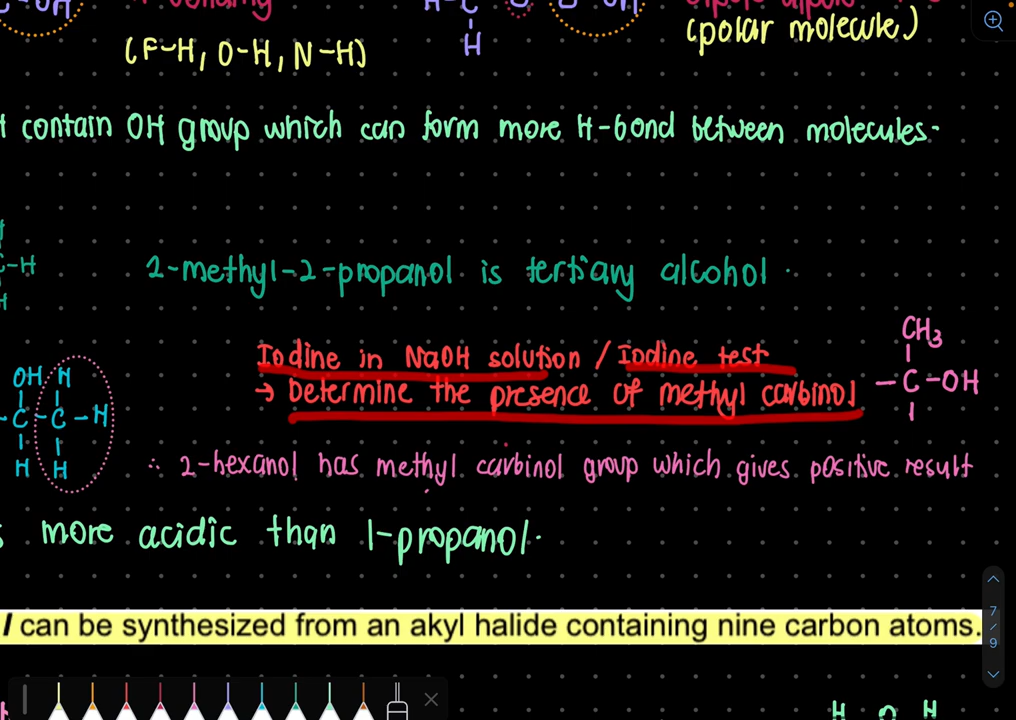 (F-H, O-H, N-H)
H
(polar molecule)
contain OH group which can form more H-bond between molecules.
-H
2-methyl-2-propanol is tertiary alcohol.
Iodine in NaOH solution / Iodine test
→ Determine the presence of methyl carbinol
CH3
-C-OH
OH H
-C-C-H
H H
∴ 2-hexanol has methyl carbinol group which gives positive result
more acidic than 1-propanol.
I can be synthesized from an akyl halide containing nine carbon atoms.
7
/
9